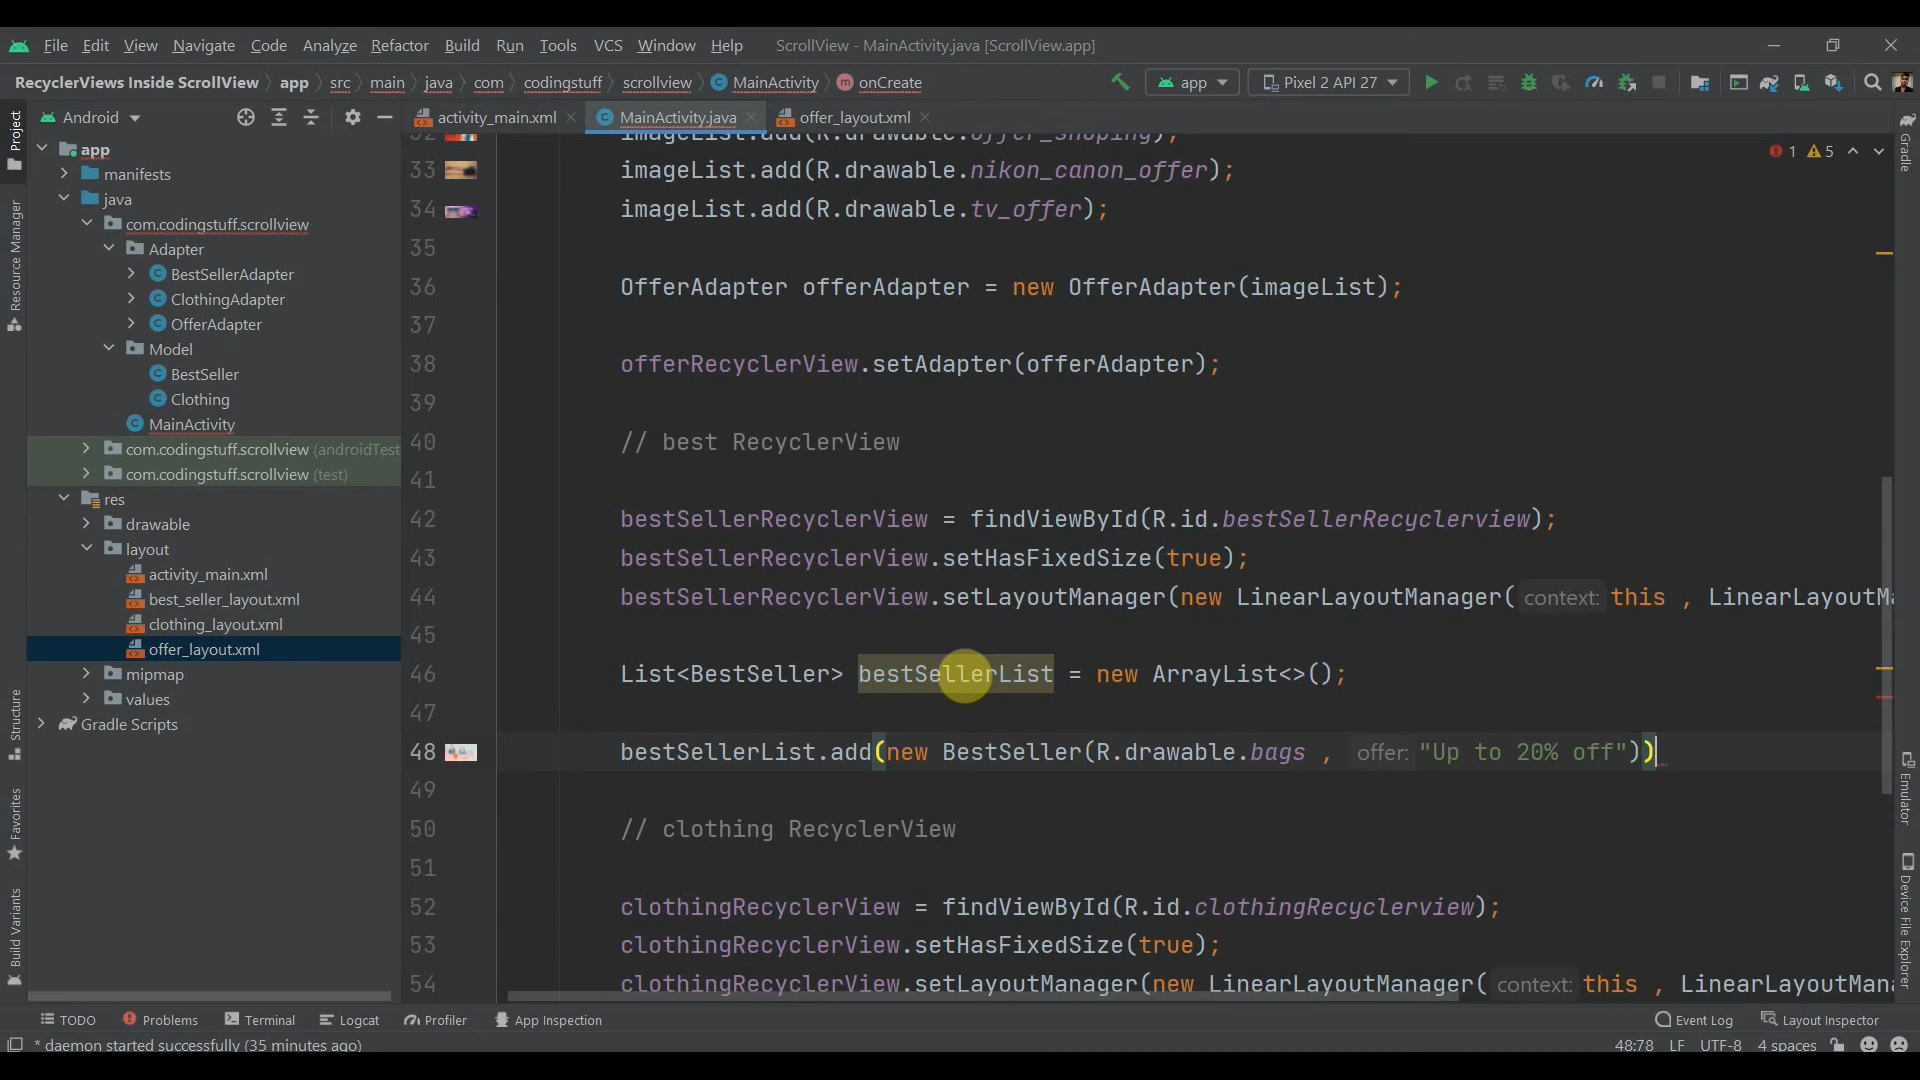 File Edit View Navigate Code Analyze Refactor Build Run Tools VCS Window Help ScrollView - MainActivity.java [ScrollView.app]
RecyclerViews Inside ScrollView app src main java com codingstuff scrollview MainActivity onCreate app Pixel 2 API 27
Android
activity_main.xml MainActivity.java offer_layout.xml
Project
Resource Manager
Structure
Favorites
Build Variants
app
manifests
java
com.codingstuff.scrollview
Adapter
BestSellerAdapter
ClothingAdapter
OfferAdapter
Model
BestSeller
Clothing
MainActivity
com.codingstuff.scrollview (androidTest
com.codingstuff.scrollview (test)
res
drawable
layout
activity_main.xml
best_seller_layout.xml
clothing_layout.xml
offer_layout.xml
mipmap
values
Gradle Scripts
1 5
32 imageList.add(R.drawable.offer_shoping);
33 imageList.add(R.drawable.nikon_canon_offer);
34 imageList.add(R.drawable.tv_offer);
35
36 OfferAdapter offerAdapter = new OfferAdapter(imageList);
37
38 offerRecyclerView.setAdapter(offerAdapter);
39
40 // best RecyclerView
41
42 bestSellerRecyclerView = findViewById(R.id.bestSellerRecyclerview);
43 bestSellerRecyclerView.setHasFixedSize(true);
44 bestSellerRecyclerView.setLayoutManager(new LinearLayoutManager( context: this , LinearLayoutMa
45
46 List<BestSeller> bestSellerList = new ArrayList<>();
47
48 bestSellerList.add(new BestSeller(R.drawable.bags , offer: "Up to 20% off"))
49
50 // clothing RecyclerView
51
52 clothingRecyclerView = findViewById(R.id.clothingRecyclerview);
53 clothingRecyclerView.setHasFixedSize(true);
54 clothingRecyclerView.setLayoutManager(new LinearLayoutManager( context: this , LinearLayoutMana
Gradle
Emulator
Device File Explorer
TODO Problems Terminal Logcat Profiler App Inspection Event Log Layout Inspector
* daemon started successfully (35 minutes ago) 48:78 LF UTF-8 4 spaces